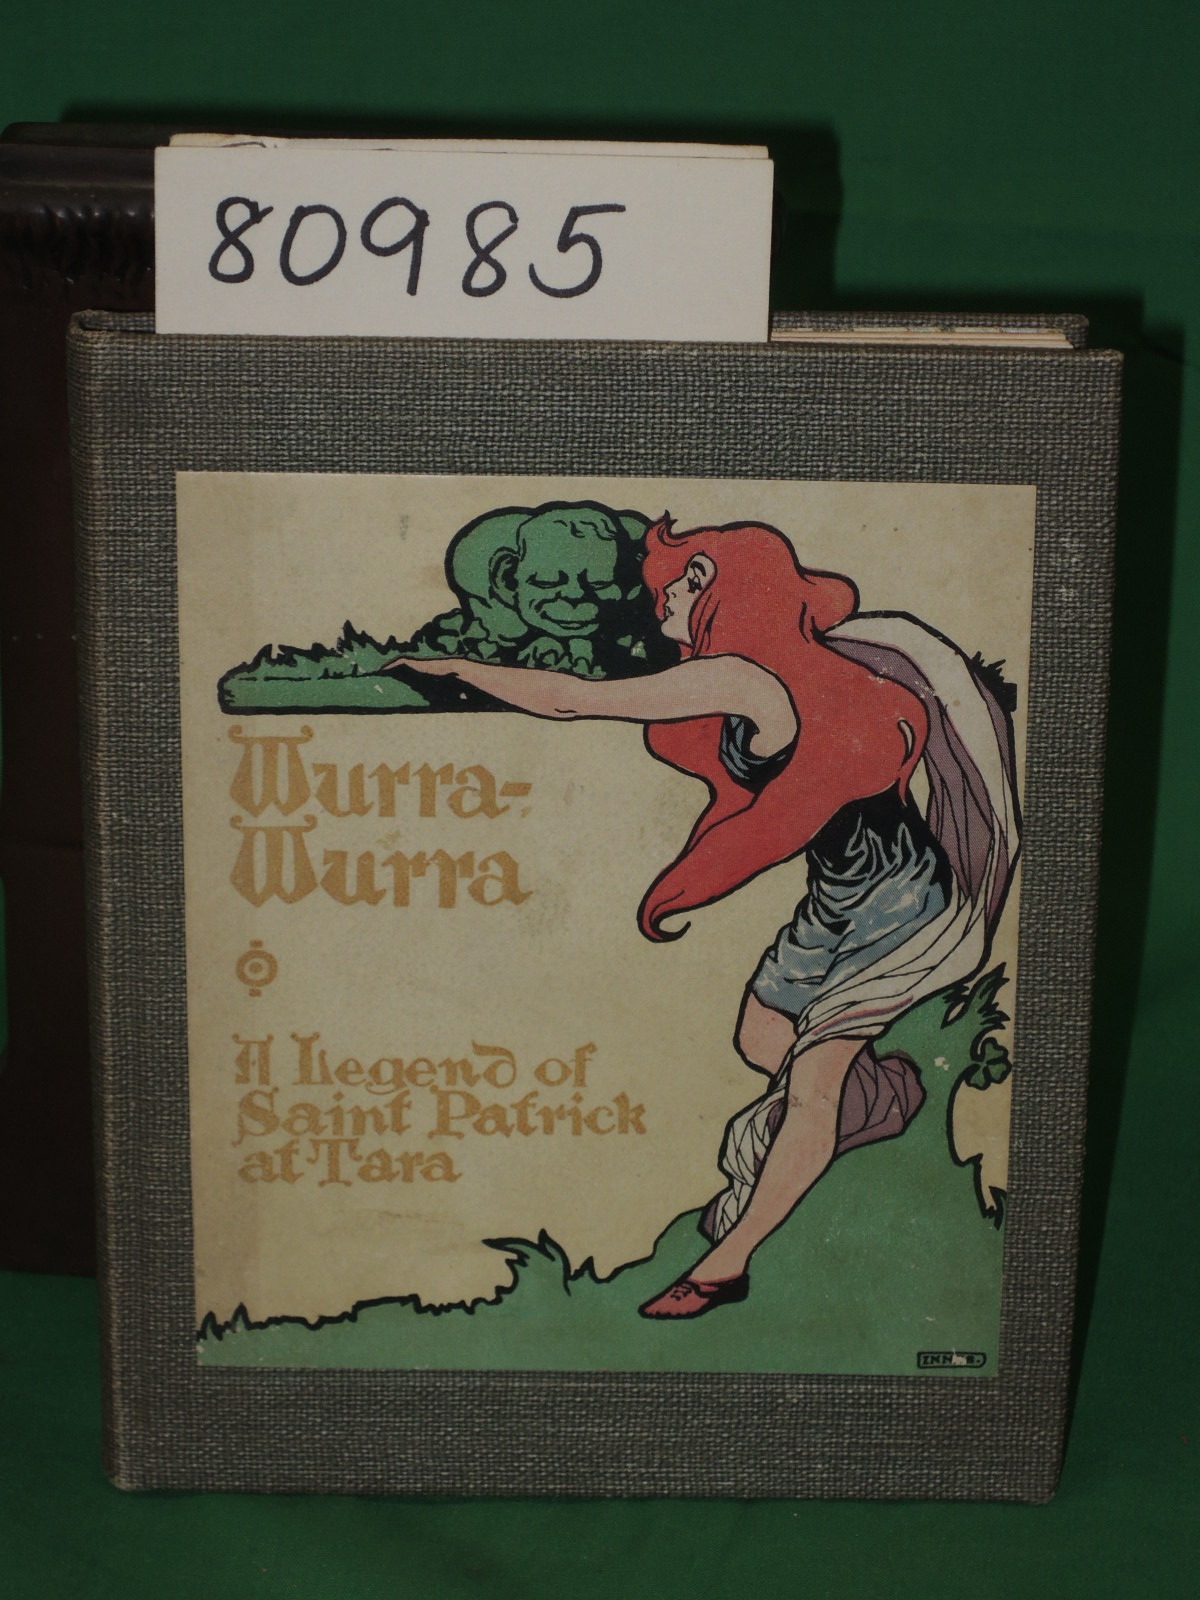 80985
Wurra-
Wurra
A Legend of
Saint Patrick
at Tara